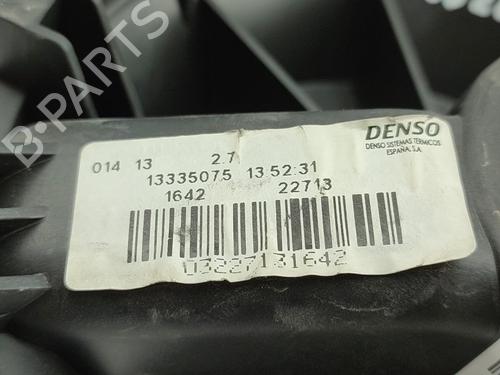 B-PARTS
DENSO
DENSO SISTEMAS TERMICOS
ESPAÑA, S.A.
014 13 2.7
13335075 13:52:31
1642 22713
03227131642